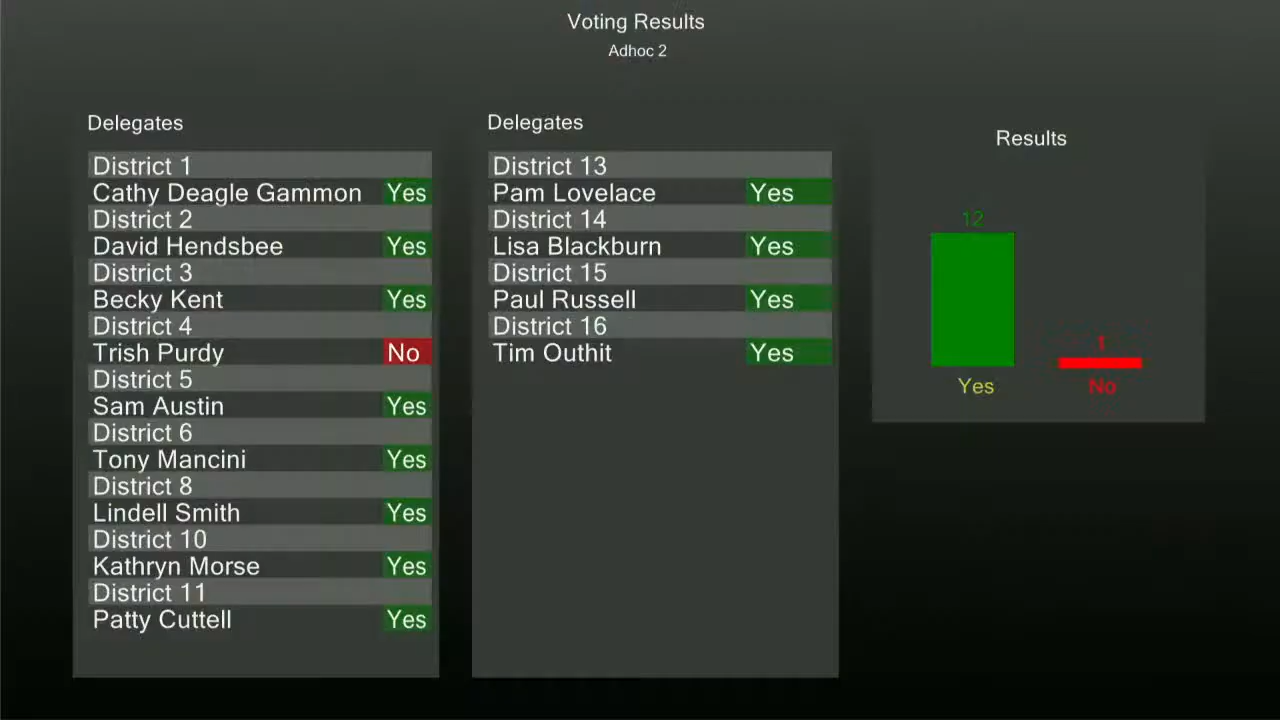 Voting Results
Adhoc 2
Delegates
District 1
Cathy Deagle Gammon Yes
District 2
David Hendsbee Yes
District 3
Becky Kent Yes
District 4
Trish Purdy No
District 5
Sam Austin Yes
District 6
Tony Mancini Yes
District 8
Lindell Smith Yes
District 10
Kathryn Morse Yes
District 11
Patty Cuttell Yes
Delegates
District 13
Pam Lovelace Yes
District 14
Lisa Blackburn Yes
District 15
Paul Russell Yes
District 16
Tim Outhit Yes
Results
12
1
Yes
No